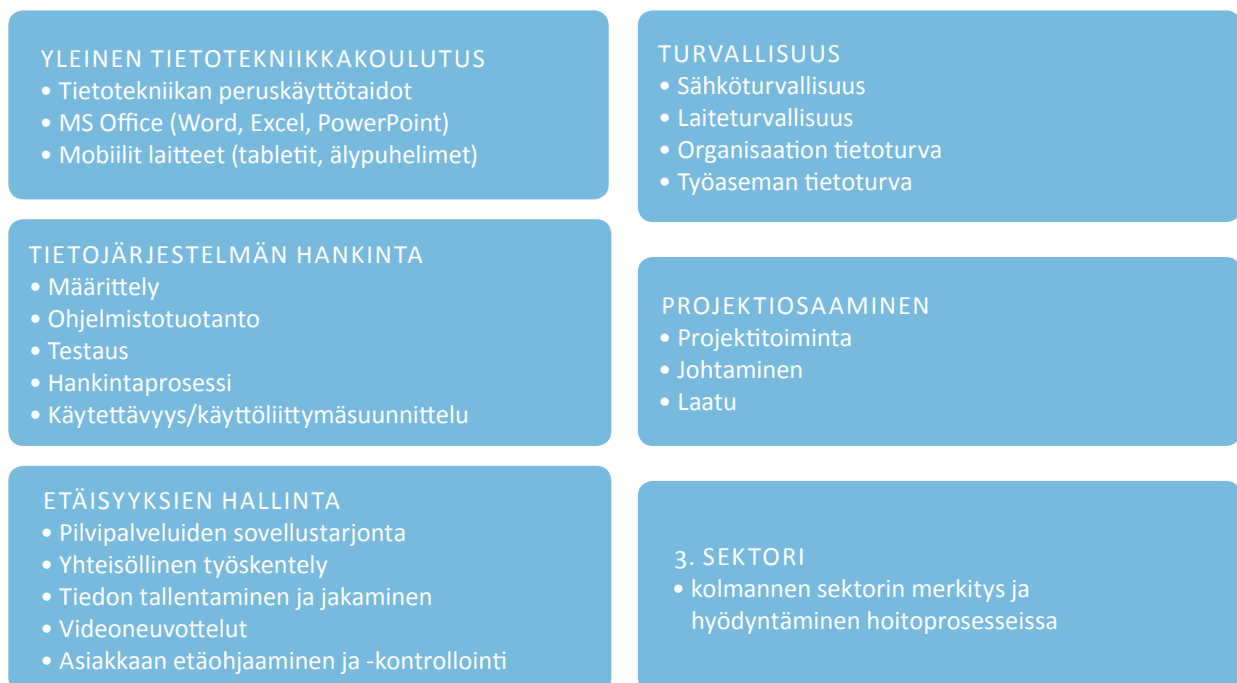 YLEINEN TIETOTEKNIIKKAKOULUTUS
• Tietotekniikan peruskäyttötaidot
• MS Office (Word, Excel, PowerPoint)
• Mobiilit laitteet (tabletit, älypuhelimet)
TIETOJÄRJESTELMÄN HANKINTA
• Määrittely
• Ohjelmistotuotanto
• Testaus
• Hankintaprosessi
• Käytettävyys/käyttöliittymäsuunnittelu
ETÄISYYKSIEN HALLINTA
• Pilvipalveluiden sovellustarjonta
• Yhteisöllinen työskentely
• Tiedon tallentaminen ja jakaminen
• Videoneuvottelut
• Asiakkaan etäohjaaminen ja -kontrollointi
TURVALLISUUS
• Sähköturvallisuus
• Laiteturvallisuus
• Organisaation tietoturva
• Työaseman tietoturva
PROJEKTIOSAAMINEN
• Projektitoiminta
• Johtaminen
• Laatu
3. SEKTORI
• kolmannen sektorin merkitys ja
hyödyntäminen hoitoprosesseissa